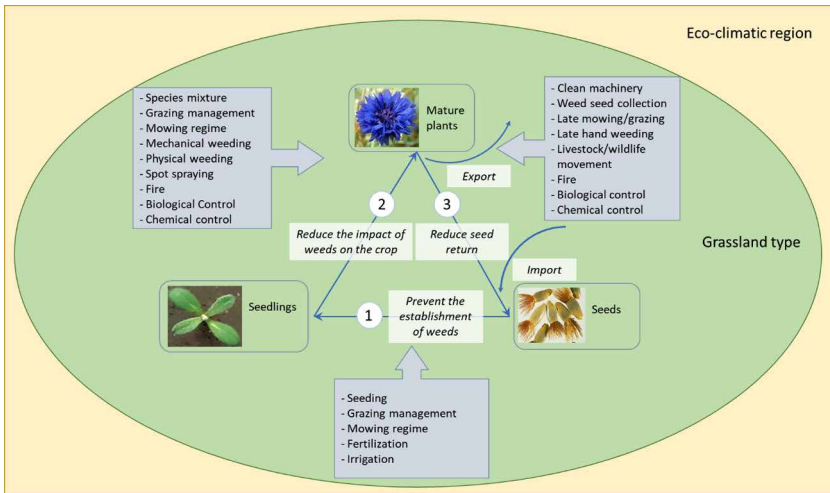 Eco-climatic region
- Species mixture
- Grazing management
- Mowing regime
- Mechanical weeding
- Physical weeding
- Spot spraying
- Fire
- Biological Control
- Chemical control
Mature
plants
- Clean machinery
- Weed seed collection
- Late mowing/grazing
- Late hand weeding
- Livestock/wildlife
movement
- Fire
- Biological control
- Chemical control
Export
2
3
Reduce the impact of
weeds on the crop
Reduce seed
return
Grassland type
Import
Seedlings
1
Prevent the
establishment
of weeds
Seeds
- Seeding
- Grazing management
- Mowing regime
- Fertilization
- Irrigation